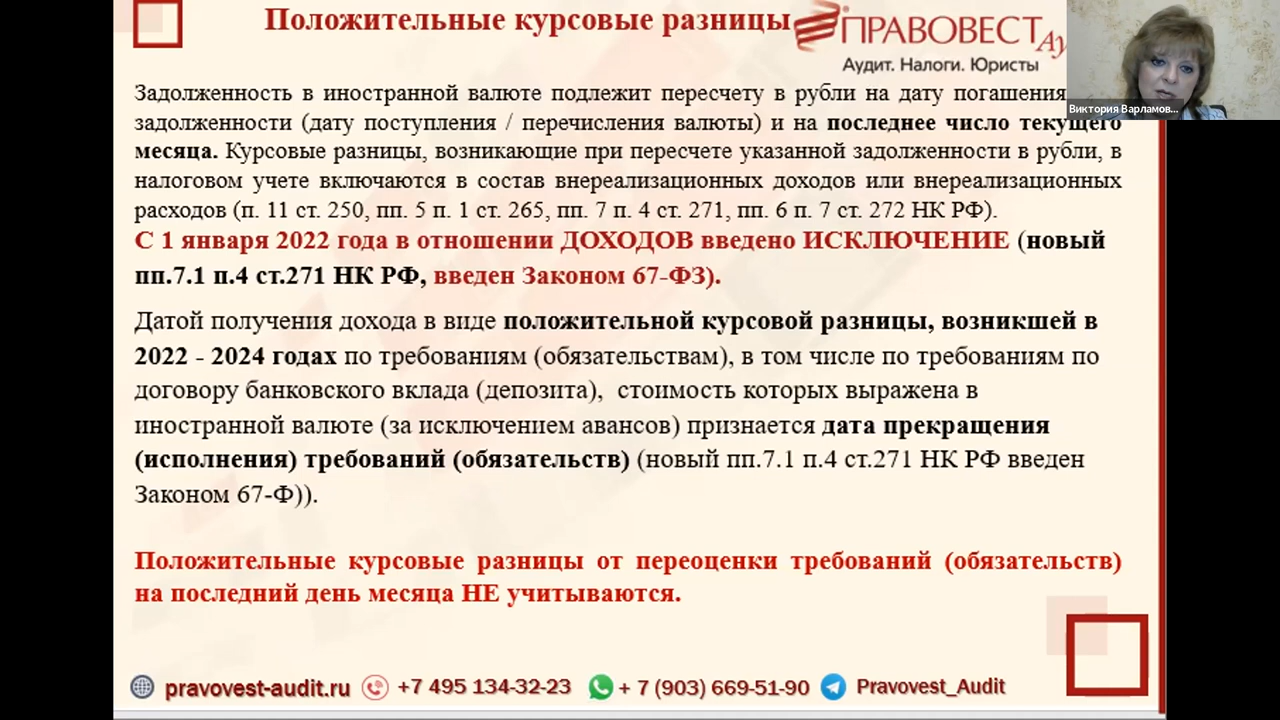 Положительные курсовые разницы
ПРАВОВЕСТ
Аудит. Налоги. Юристы
Виктория Варламов...
Задолженность в иностранной валюте подлежит пересчету в рубли на дату погашения
задолженности (дату поступления / перечисления валюты) и на последнее число текущего
месяца. Курсовые разницы, возникающие при пересчете указанной задолженности в рубли, в
налоговом учете включаются в состав внереализационных доходов или внереализационных
расходов (п. 11 ст. 250, пп. 5 п. 1 ст. 265, пп. 7 п. 4 ст. 271, пп. 6 п. 7 ст. 272 НК РФ).
С 1 января 2022 года в отношении ДОХОДОВ введено ИСКЛЮЧЕНИЕ (новый
пп.7.1 п.4 ст.271 НК РФ, введен Законом 67-ФЗ).
Датой получения дохода в виде положительной курсовой разницы, возникшей в
2022 - 2024 годах по требованиям (обязательствам), в том числе по требованиям по
договору банковского вклада (депозита), стоимость которых выражена в
иностранной валюте (за исключением авансов) признается дата прекращения
(исполнения) требований (обязательств) (новый пп.7.1 п.4 ст.271 НК РФ введен
Законом 67-Ф)).
Положительные курсовые разницы от переоценки требований (обязательств)
на последний день месяца НЕ учитываются.
pravovest-audit.ru +7 495 134-32-23 + 7 (903) 669-51-90 Pravovest_Audit